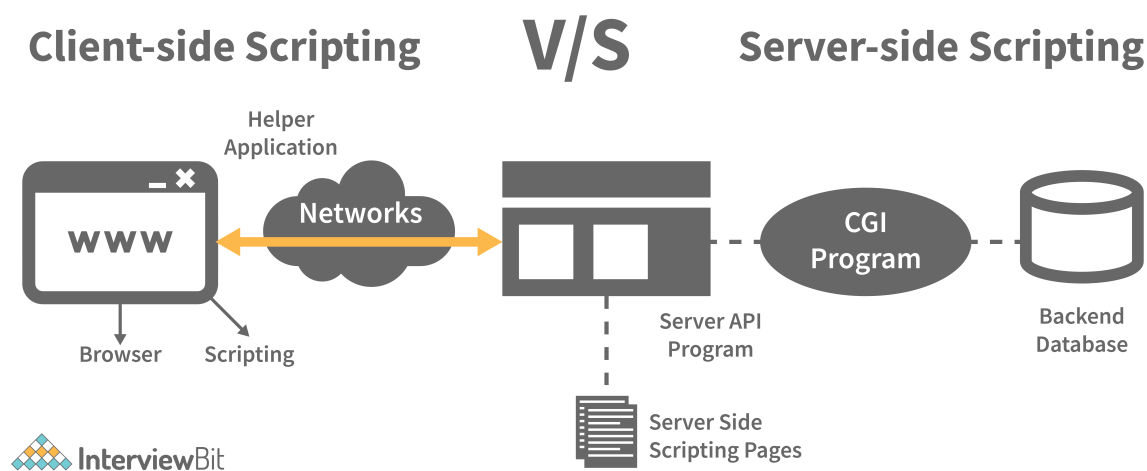 Client-side Scripting
V/S
Server-side Scripting
Helper
Application
www
Networks
CGI
Program
Browser
Scripting
Server API
Program
Backend
Database
Server Side
Scripting Pages
InterviewBit